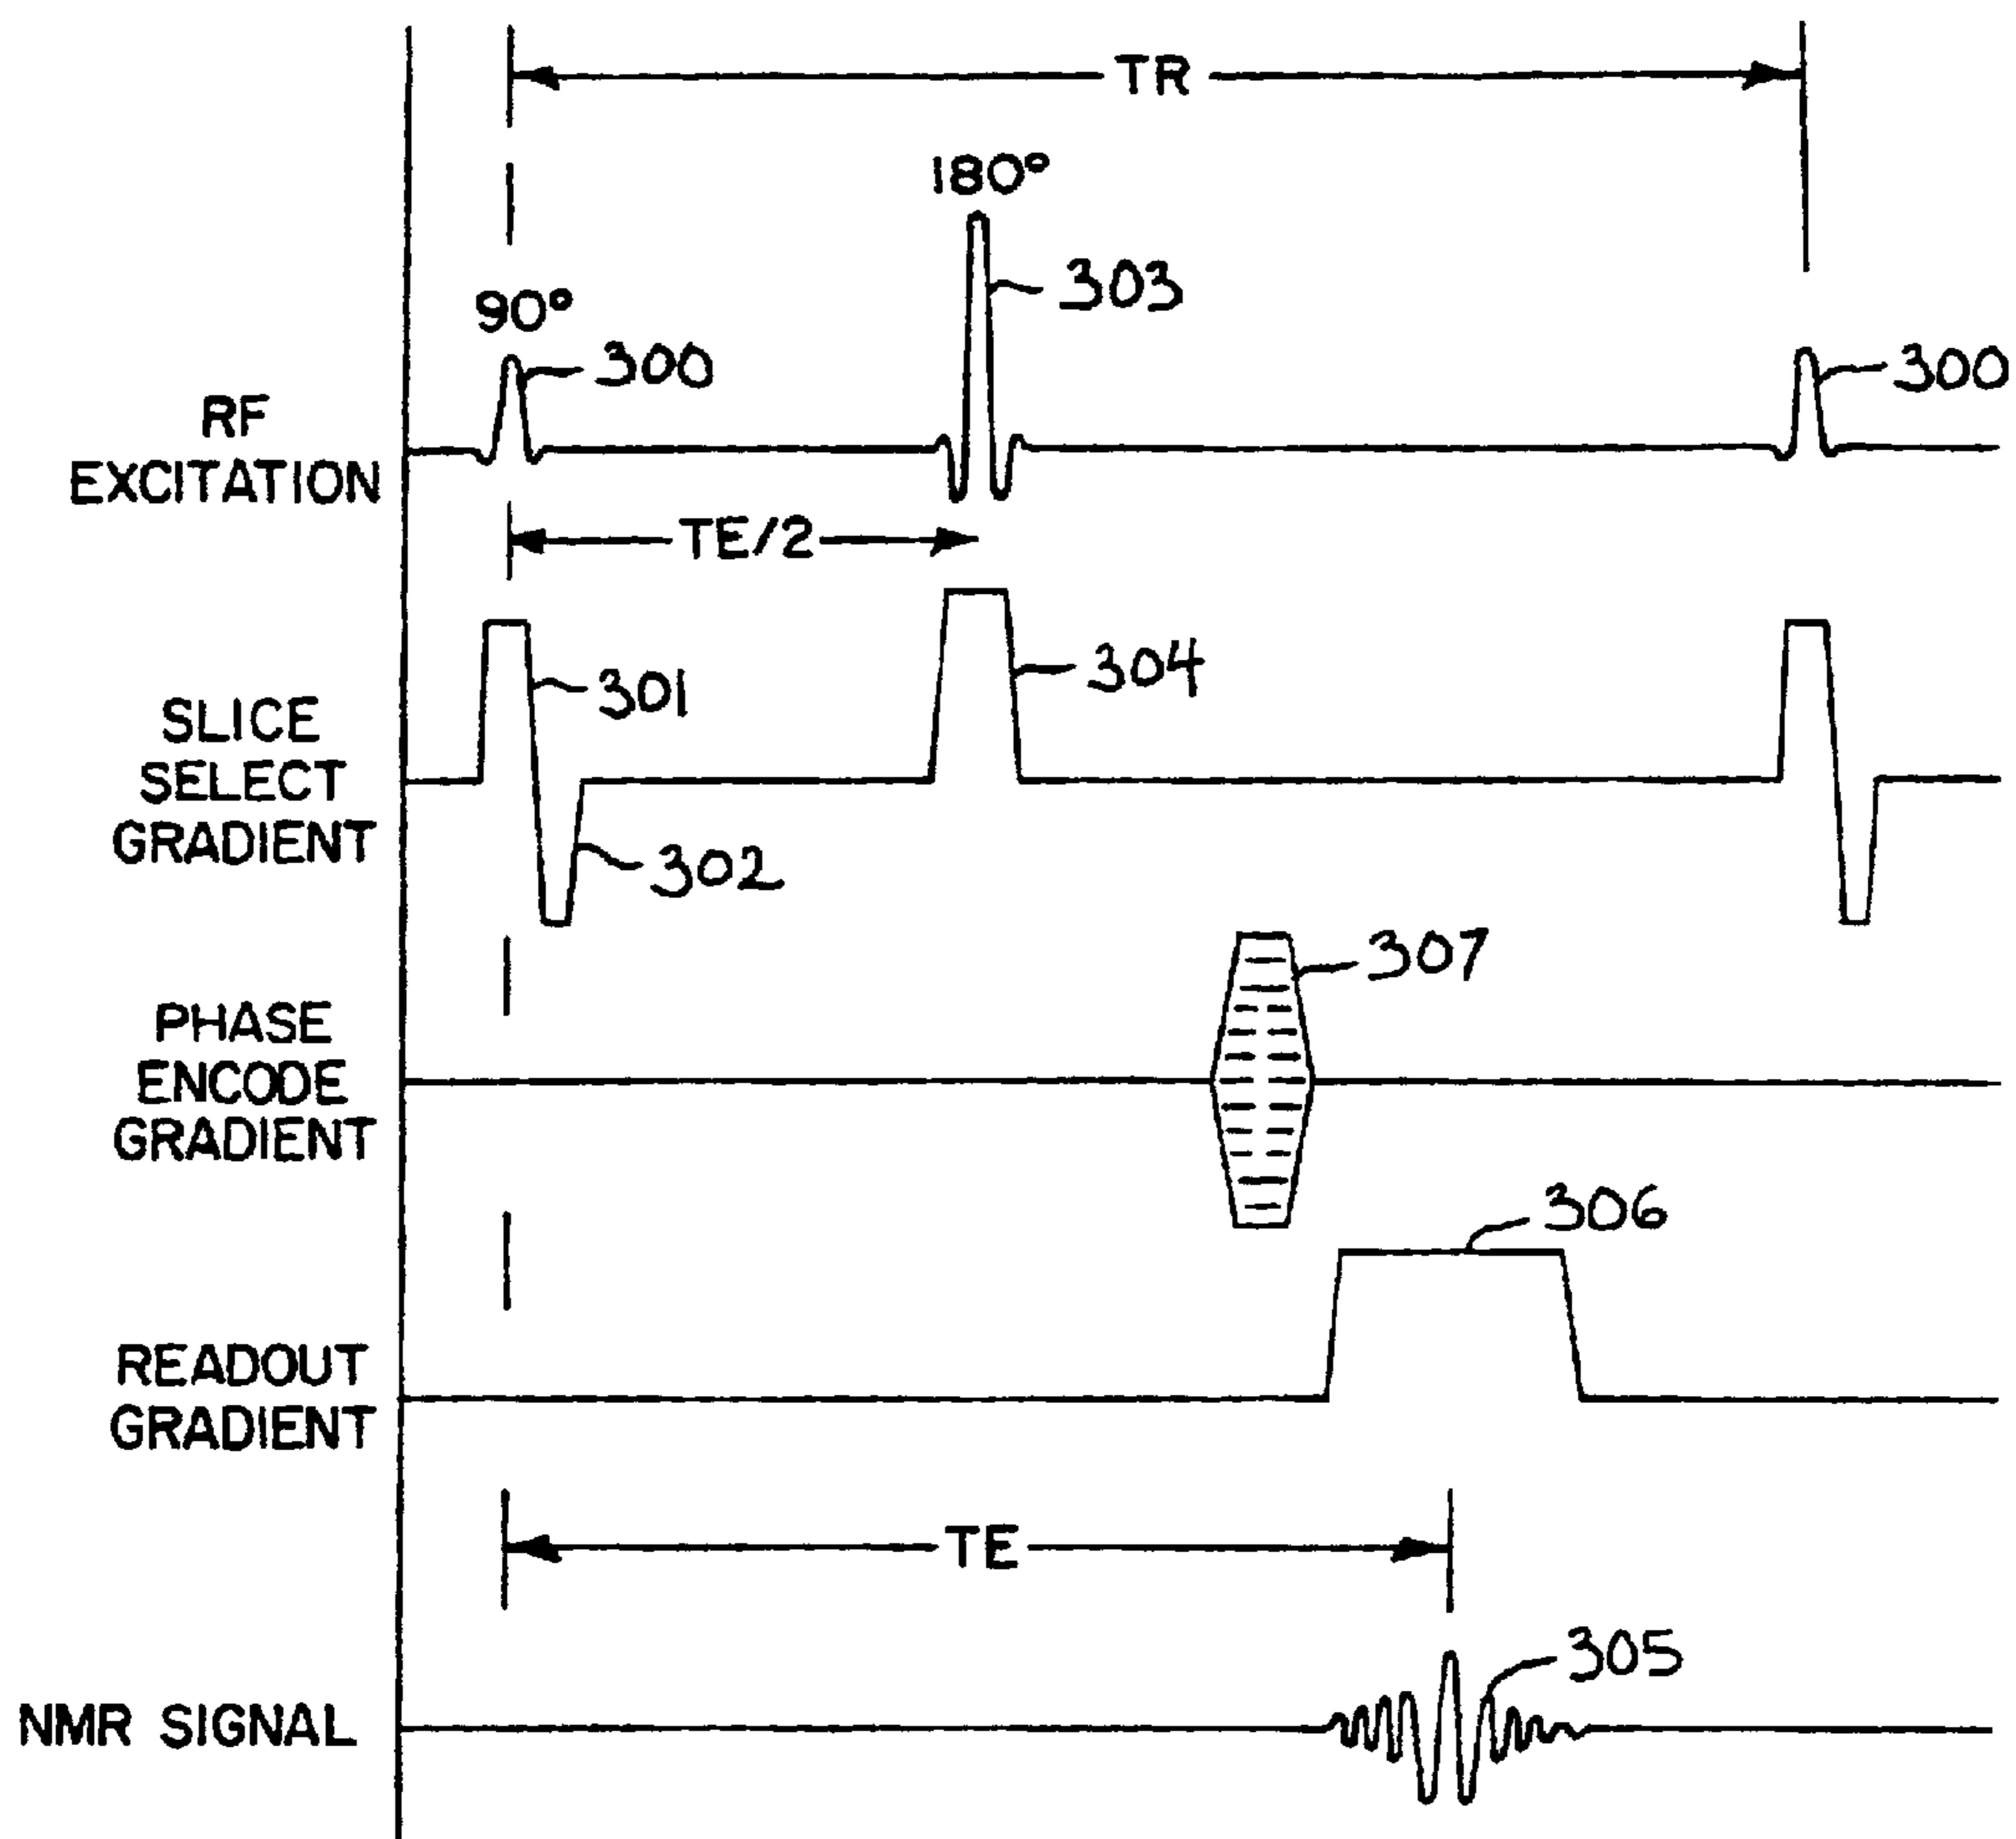 TR
180°
303
90°
300
300
RF
EXCITATION
TE/2
301
304
SLICE
SELECT
GRADIENT
302
307
PHASE
ENCODE
GRADIENT
306
READOUT
GRADIENT
TE
305
NMR SIGNAL